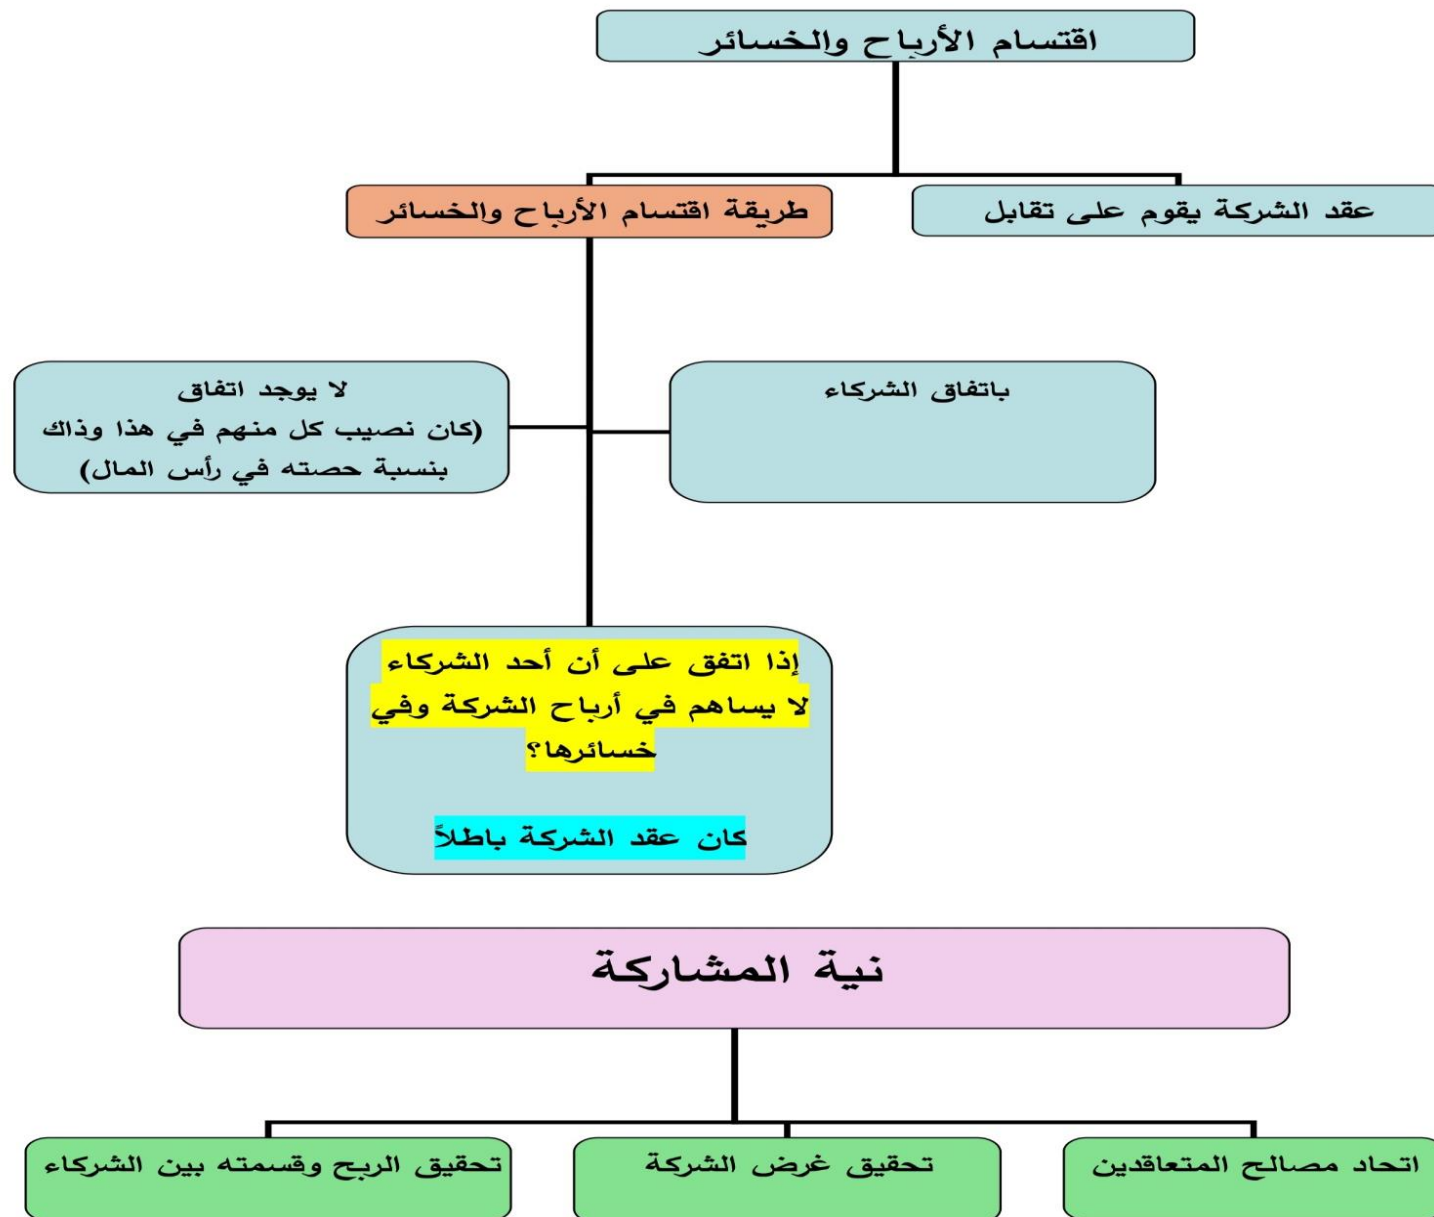 اقتسام الأرباح والخسائر
عقد الشركة يقوم على تقابل
طريقة اقتسام الأرباح والخسائر
باتفاق الشركاء
لا يوجد اتفاق
(كان نصيب كل منهم في هذا وذاك
بنسبة حصته في رأس المال)
إذا اتفق على أن أحد الشركاء
لا يساهم في أرباح الشركة وفي
خسائرها؟
كان عقد الشركة باطلاً
نية المشاركة
اتحاد مصالح المتعاقدين
تحقيق غرض الشركة
تحقيق الربح وقسمته بين الشركاء